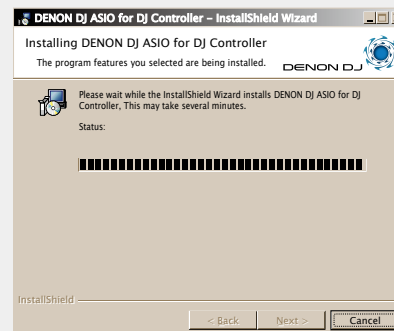 DENON DJ ASIO for DJ Controller – InstallShield Wizard
Installing DENON DJ ASIO for DJ Controller
The program features you selected are being installed.
DENON DJ
Please wait while the InstallShield Wizard installs DENON DJ ASIO for DJ
Controller, This may take several minutes.
Status:
InstallShield
< Back
Next >
Cancel